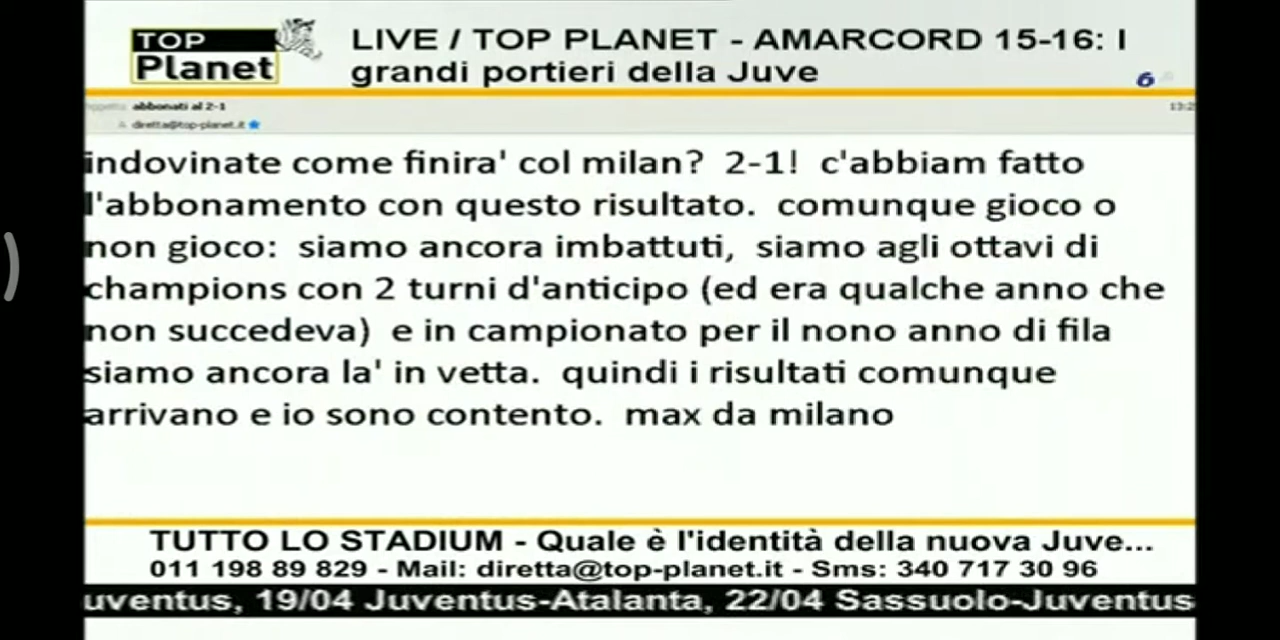 TOP
Planet
LIVE / TOP PLANET - AMARCORD 15-16: I
grandi portieri della Juve
6
abbonati al 2-1
13:2
A diretta@top-planet.it
indovinate come finira' col milan? 2-1! c'abbiam fatto
l'abbonamento con questo risultato. comunque gioco o
non gioco: siamo ancora imbattuti, siamo agli ottavi di
champions con 2 turni d'anticipo (ed era qualche anno che
non succedeva) e in campionato per il nono anno di fila
siamo ancora la' in vetta. quindi i risultati comunque
arrivano e io sono contento. max da milano
TUTTO LO STADIUM - Quale è l'identità della nuova Juve...
011 198 89 829 - Mail: diretta@top-planet.it - Sms: 340 717 30 96
uventus, 19/04 Juventus-Atalanta, 22/04 Sassuolo-Juventus